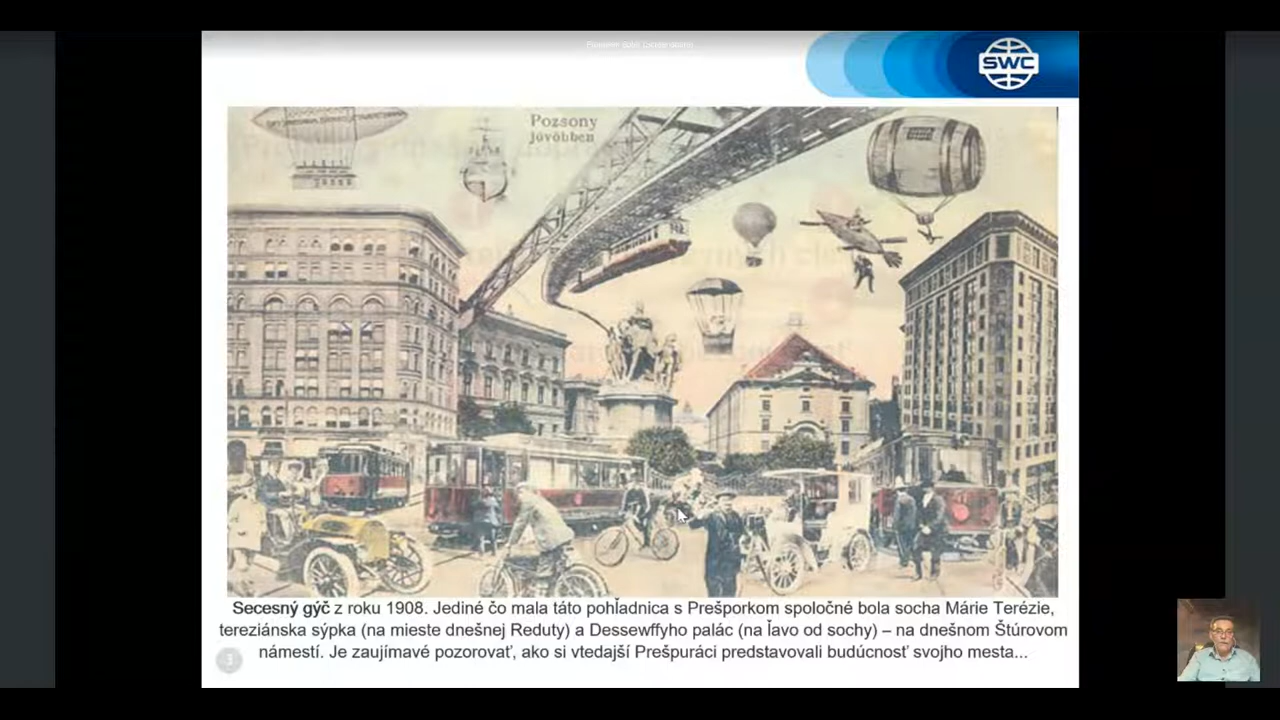 SWC
Pozsony
jövőbben
Secesný gýč z roku 1908. Jediné čo mala táto pohľadnica s Prešporkom spoločné bola socha Márie Terézie,
tereziánska sýpka (na mieste dnešnej Reduty) a Dessewffyho palác (na ľavo od sochy) – na dnešnom Štúrovom
námestí. Je zaujímavé pozorovať, ako si vtedajší Prešpuráci predstavovali budúcnosť svojho mesta...
3